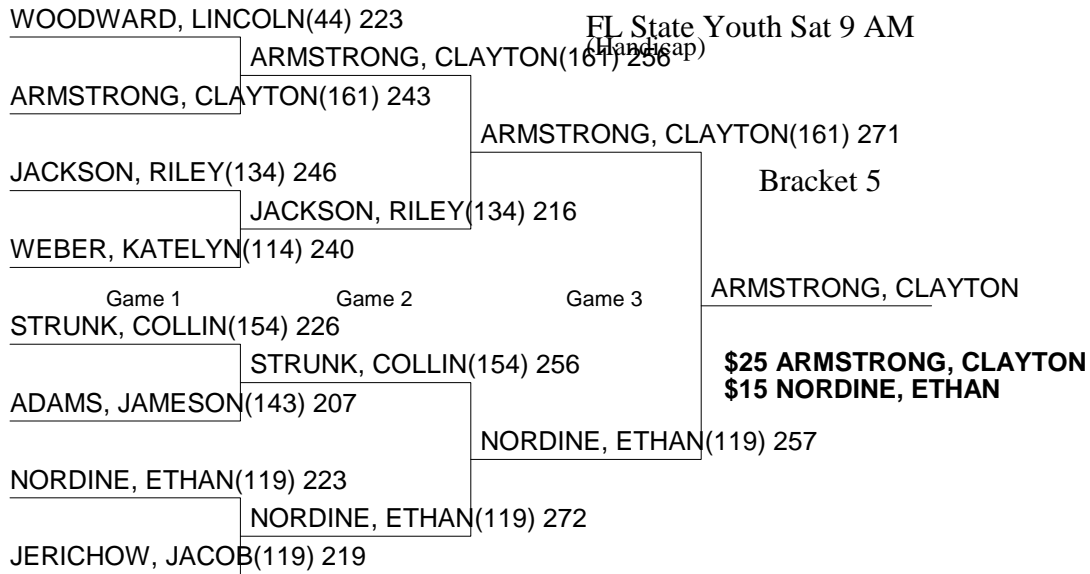 WOODWARD, LINCOLN(44) 223
FL State Youth Sat 9 AM
(Handicap)
ARMSTRONG, CLAYTON(161) 256
ARMSTRONG, CLAYTON(161) 243
ARMSTRONG, CLAYTON(161) 271
JACKSON, RILEY(134) 246
Bracket 5
JACKSON, RILEY(134) 216
WEBER, KATELYN(114) 240
Game 1
Game 2
Game 3
ARMSTRONG, CLAYTON
STRUNK, COLLIN(154) 226
STRUNK, COLLIN(154) 256
$25 ARMSTRONG, CLAYTON
$15 NORDINE, ETHAN
ADAMS, JAMESON(143) 207
NORDINE, ETHAN(119) 257
NORDINE, ETHAN(119) 223
NORDINE, ETHAN(119) 272
JERICHOW, JACOB(119) 219